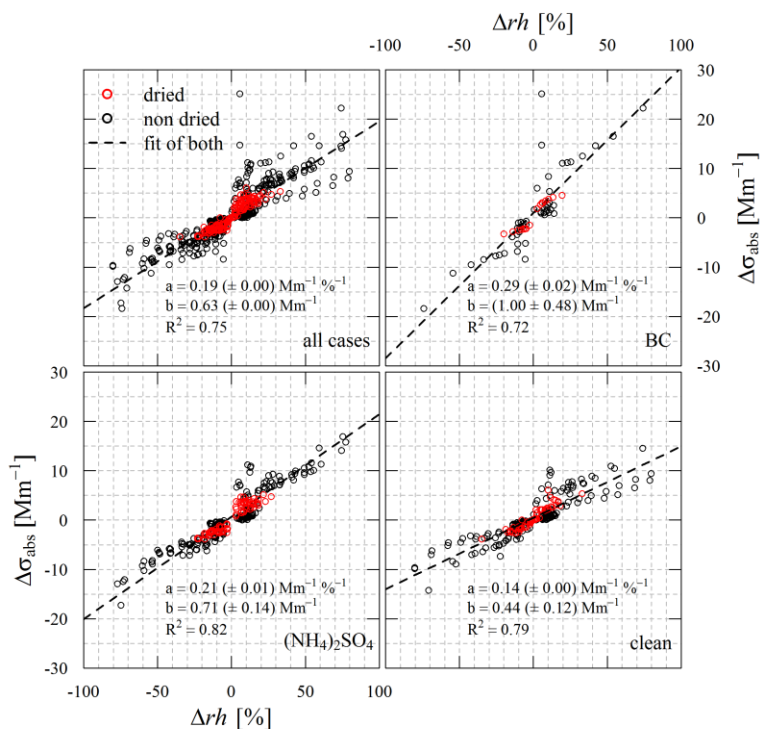 Δrh [%]
-100 -50 0 50 100
dried
non dried
fit of both
a = 0.19 (± 0.00) Mm⁻¹ %⁻¹
b = 0.63 (± 0.00) Mm⁻¹
R² = 0.75
all cases
a = 0.29 (± 0.02) Mm⁻¹ %⁻¹
b = (1.00 ± 0.48) Mm⁻¹
R² = 0.72
BC
30
20
10
0
-10
-20
-30
Δσabs [Mm⁻¹]
30
20
10
0
-10
-20
-30
Δσabs [Mm⁻¹]
a = 0.21 (± 0.01) Mm⁻¹ %⁻¹
b = 0.71 (± 0.14) Mm⁻¹
R² = 0.82
(NH₄)₂SO₄
a = 0.14 (± 0.00) Mm⁻¹ %⁻¹
b = 0.44 (± 0.12) Mm⁻¹
R² = 0.79
clean
-100 -50 0 50 100
Δrh [%]